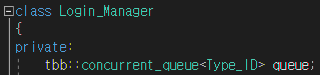 class Login_Manager
{
private:
tbb::concurrent_queue<Type_ID> queue;